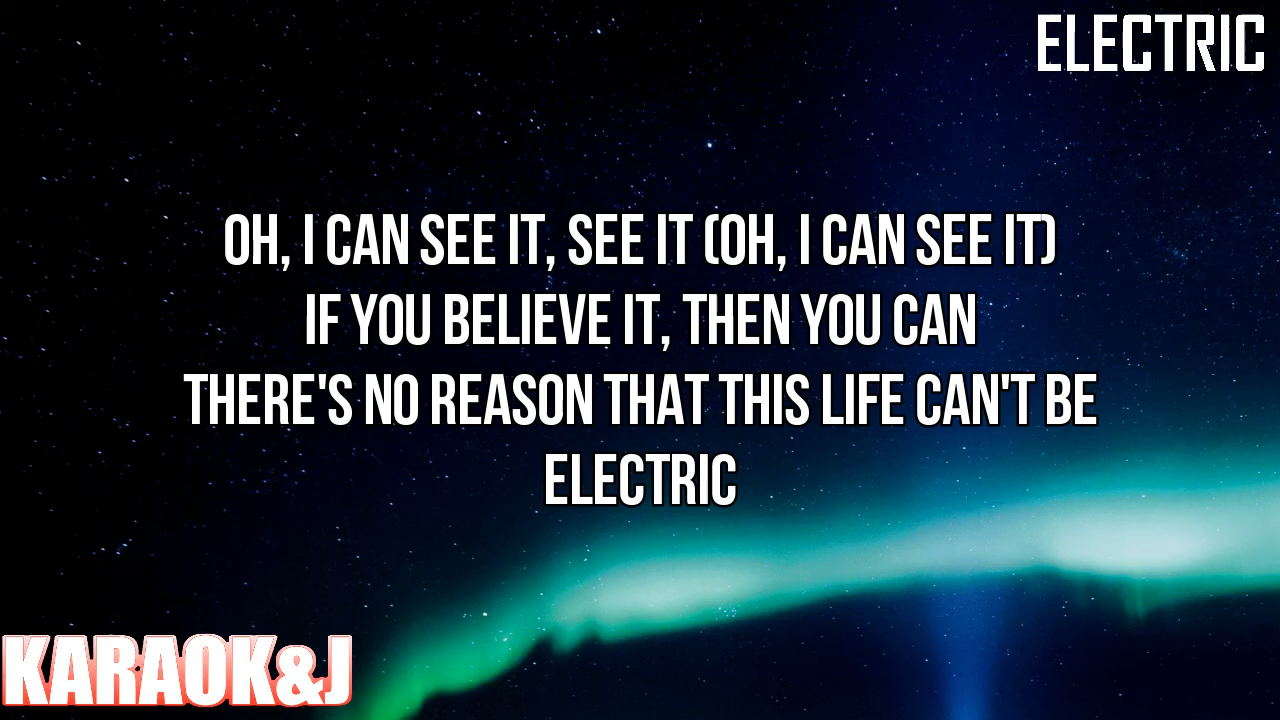 ELECTRIC
OH, I CAN SEE IT, SEE IT (OH, I CAN SEE IT)
IF YOU BELIEVE IT, THEN YOU CAN
THERE'S NO REASON THAT THIS LIFE CAN'T BE
ELECTRIC
KARAOK&J